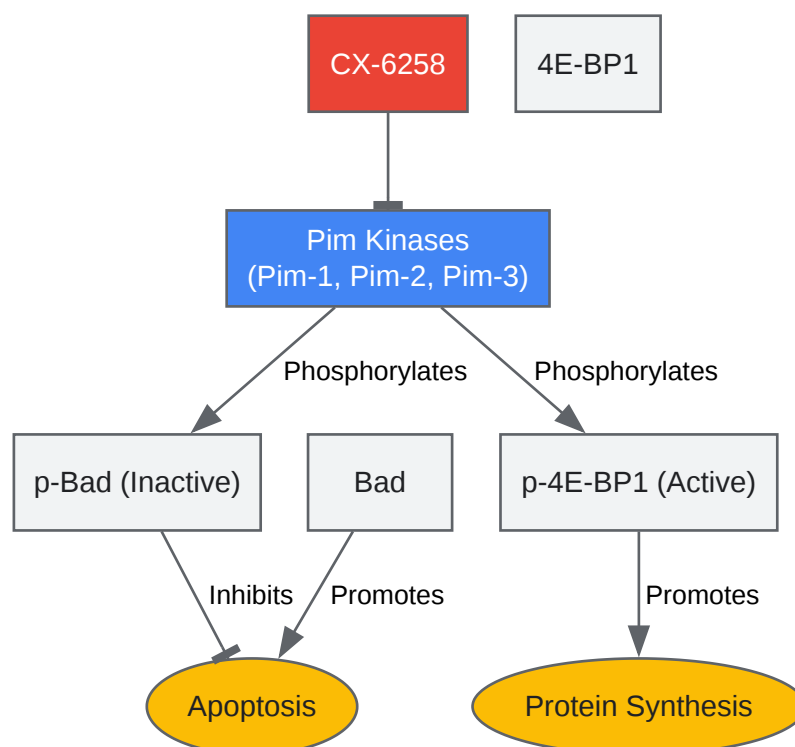 CX-6258
4E-BP1
Pim Kinases
(Pim-1, Pim-2, Pim-3)
Phosphorylates
Phosphorylates
p-Bad (Inactive)
Bad
p-4E-BP1 (Active)
Inhibits
Promotes
Promotes
Apoptosis
Protein Synthesis